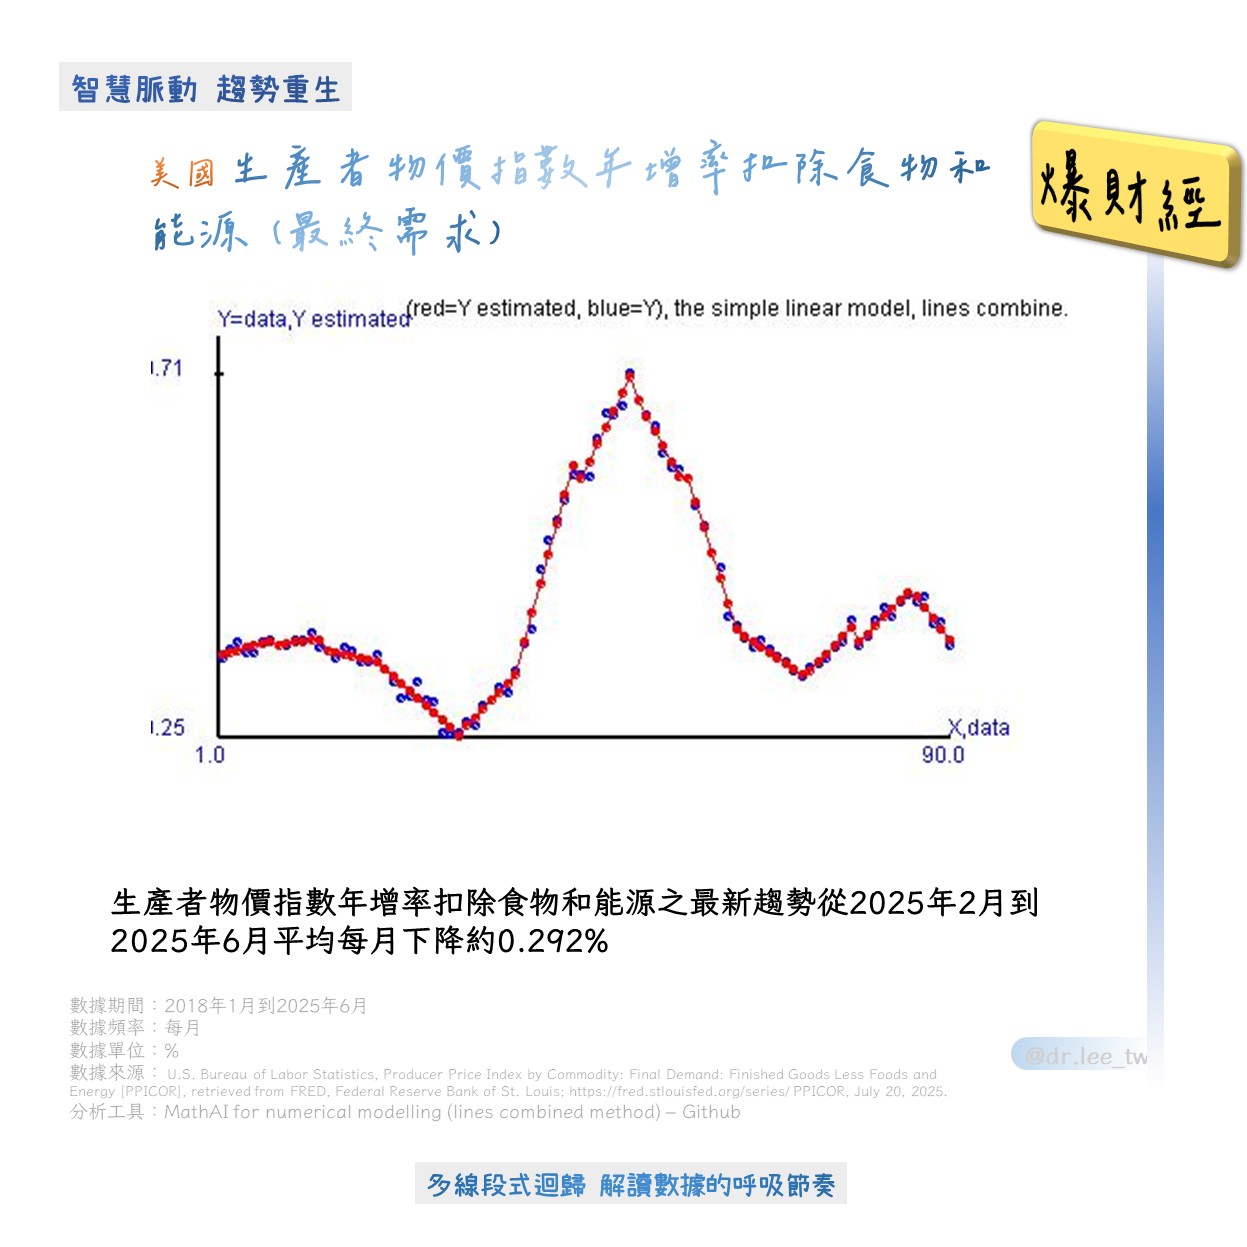 智慧脈動 趨勢重生
美國生產者物價指數年增率扣除食物和
能源(最終需求)
爆財經
(red=Y estimated, blue=Y), the simple linear model, lines combine.
Y=data,Y estimated
.71
.25
X,data
1.0
90.0
生產者物價指數年增率扣除食物和能源之最新趨勢從2025年2月到
2025年6月平均每月下降約0.292%
數據期間：2018年1月到2025年6月
數據頻率：每月
數據單位：%
@dr.lee_tw
數據來源：U.S. Bureau of Labor Statistics, Producer Price Index by Commodity: Final Demand: Finished Goods Less Foods and
Energy [PPICOR], retrieved from FRED, Federal Reserve Bank of St. Louis; https://fred.stlouisfed.org/series/ PPICOR, July 20, 2025.
分析工具：MathAI for numerical modelling (lines combined method) – Github
多線段式迴歸 解讀數據的呼吸節奏